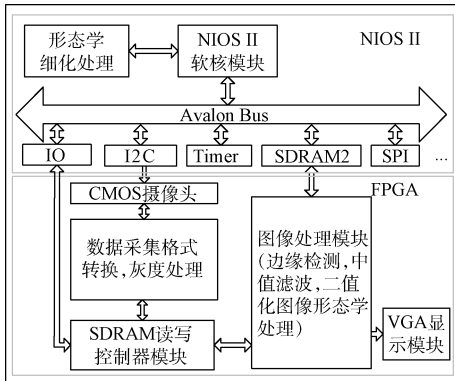 形态学
细化处理
NIOS II
软核模块
NIOS II
Avalon Bus
IO
I2C
Timer
SDRAM2
SPI
...
FPGA
CMOS摄像头
数据采集格式
转换,灰度处理
图像处理模块
(边缘检测,中
值滤波,二值
化图像形态学
处理)
SDRAM读写
控制器模块
VGA显
示模块